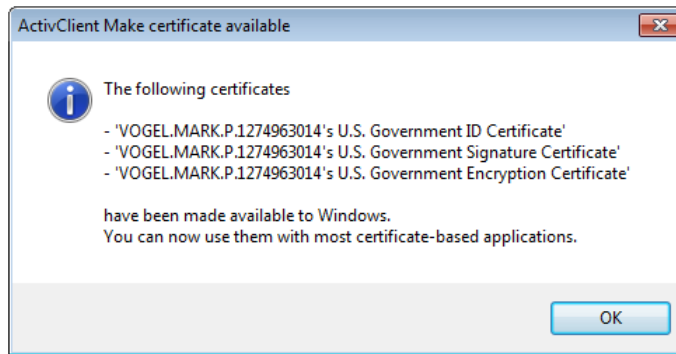 ActivClient Make certificate available
The following certificates
- 'VOGEL.MARK.P.1274963014's U.S. Government ID Certificate'
- 'VOGEL.MARK.P.1274963014's U.S. Government Signature Certificate'
- 'VOGEL.MARK.P.1274963014's U.S. Government Encryption Certificate'
have been made available to Windows.
You can now use them with most certificate-based applications.
OK